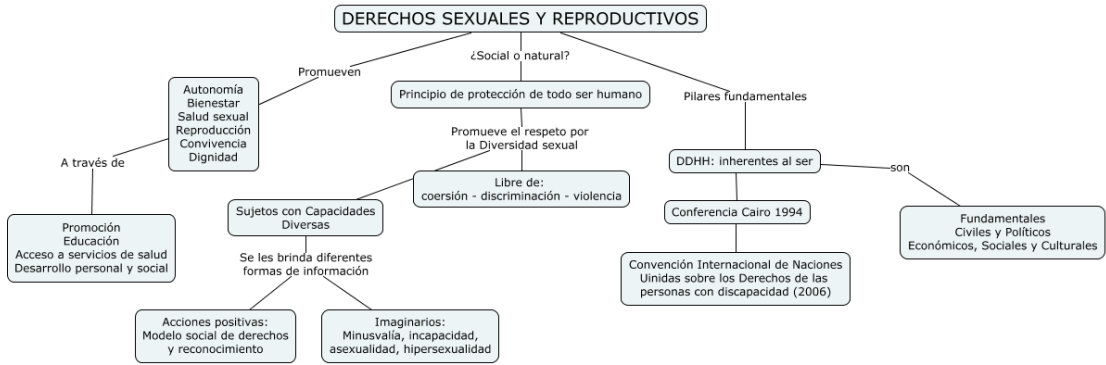 DERECHOS SEXUALES Y REPRODUCTIVOS
Promueven
Autonomía
Bienestar
Salud sexual
Reproducción
Convivencia
Dignidad
A través de
Promoción
Educación
Acceso a servicios de salud
Desarrollo personal y social
¿Social o natural?
Principio de protección de todo ser humano
Promueve el respeto por
la Diversidad sexual
Libre de:
coersión - discriminación - violencia
Sujetos con Capacidades
Diversas
Se les brinda diferentes
formas de información
Acciones positivas:
Modelo social de derechos
y reconocimiento
Imaginarios:
Minusvalía, incapacidad,
asexualidad, hipersexualidad
Pilares fundamentales
DDHH: inherentes al ser
son
Fundamentales
Civiles y Políticos
Económicos, Sociales y Culturales
Conferencia Cairo 1994
Convención Internacional de Naciones
Uinidas sobre los Derechos de las
personas con discapacidad (2006)